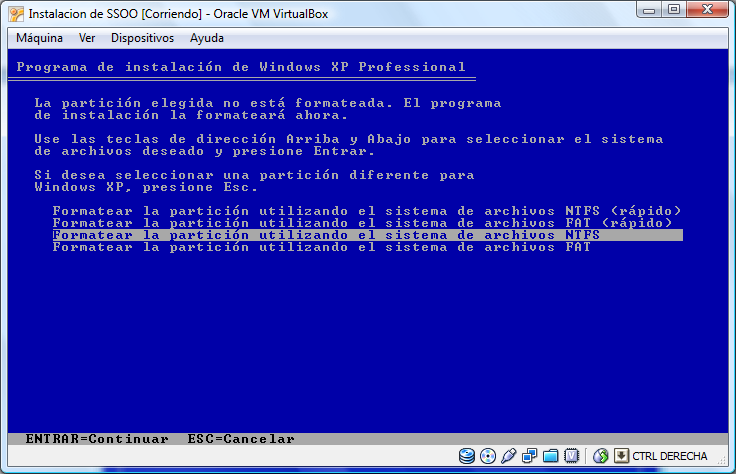 Instalacion de SSOO [Corriendo] - Oracle VM VirtualBox
Máquina Ver Dispositivos Ayuda
Programa de instalación de Windows XP Professional
La partición elegida no está formateada. El programa
de instalación la formateará ahora.
Use las teclas de dirección Arriba y Abajo para seleccionar el sistema
de archivos deseado y presione Entrar.
Si desea seleccionar una partición diferente para
Windows XP, presione Esc.
Formatear la partición utilizando el sistema de archivos NTFS (rápido)
Formatear la partición utilizando el sistema de archivos FAT (rápido)
Formatear la partición utilizando el sistema de archivos NTFS
Formatear la partición utilizando el sistema de archivos FAT
ENTRAR=Continuar ESC=Cancelar
CTRL DERECHA